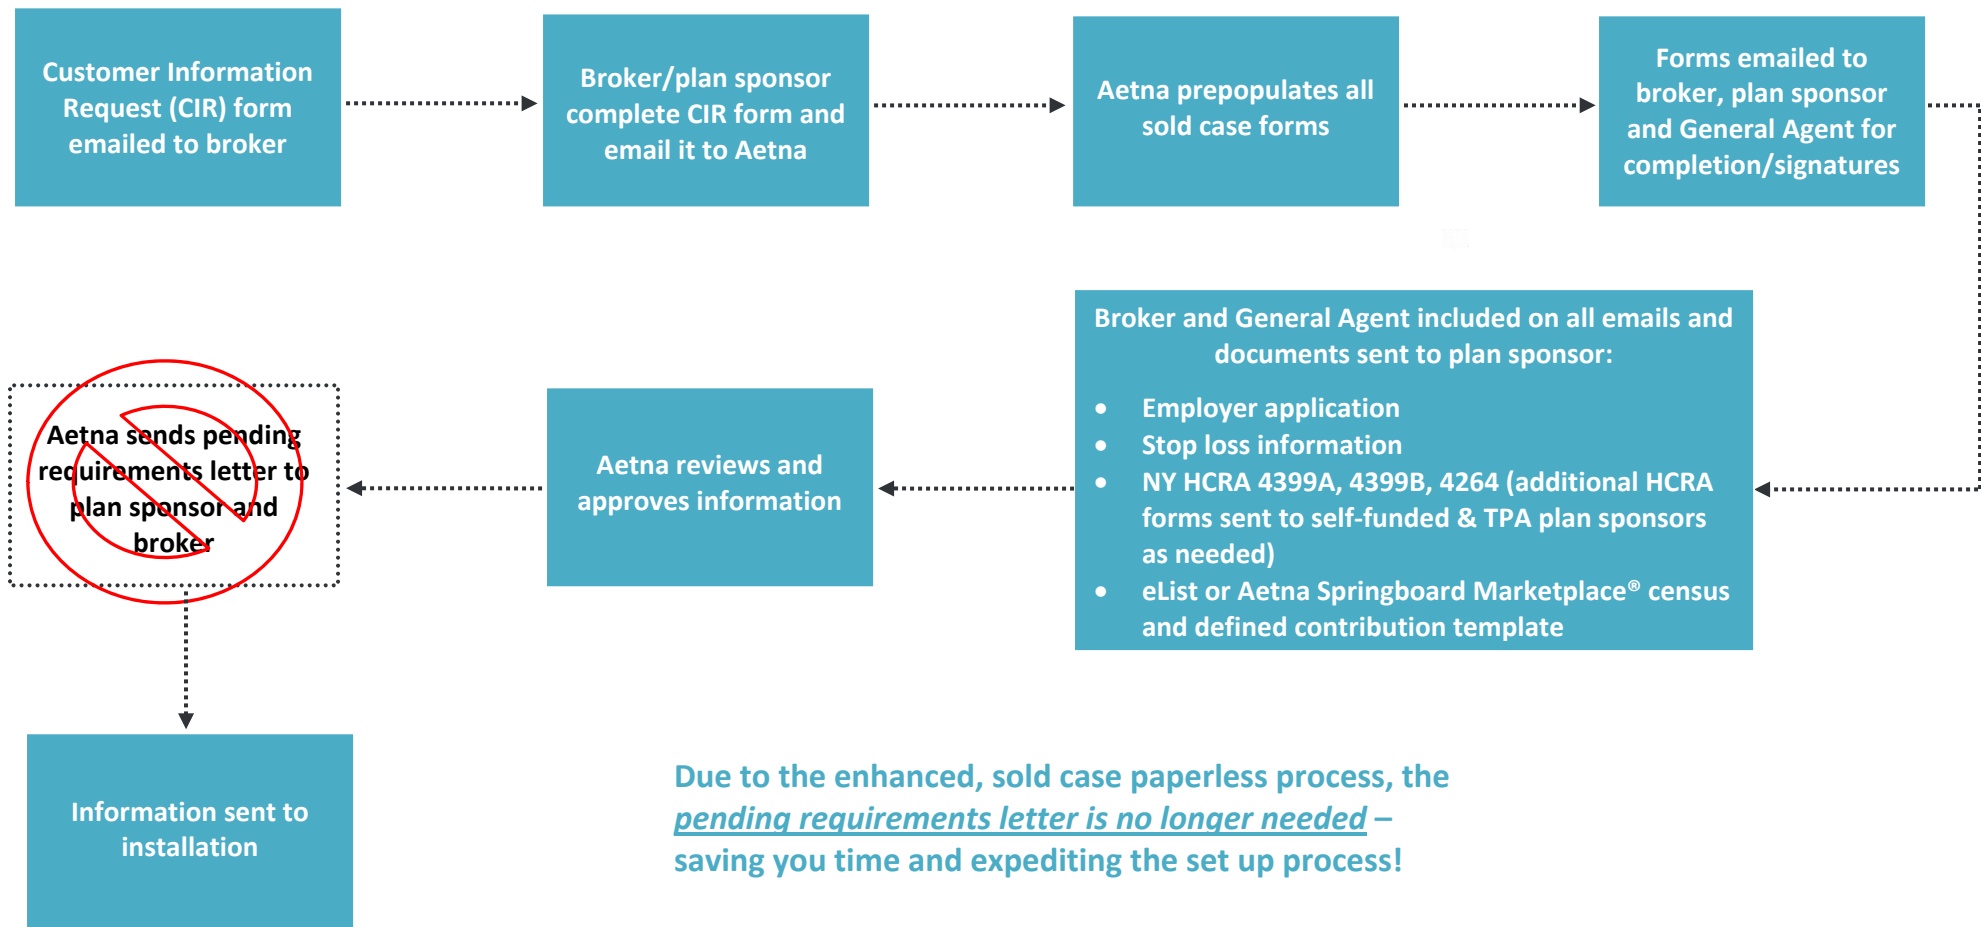 Customer Information
Request (CIR) form
emailed to broker
Broker/plan sponsor
complete CIR form and
email it to Aetna
Aetna prepopulates all
sold case forms
Forms emailed to
broker, plan sponsor
and General Agent for
completion/signatures
Broker and General Agent included on all emails and
documents sent to plan sponsor:
• Employer application
• Stop loss information
• NY HCRA 4399A, 4399B, 4264 (additional HCRA
forms sent to self-funded & TPA plan sponsors
as needed)
• eList or Aetna Springboard Marketplace® census
and defined contribution template
Aetna reviews and
approves information
Aetna sends pending
requirements letter to
plan sponsor and
broker
Information sent to
installation
Due to the enhanced, sold case paperless process, the
pending requirements letter is no longer needed –
saving you time and expediting the set up process!